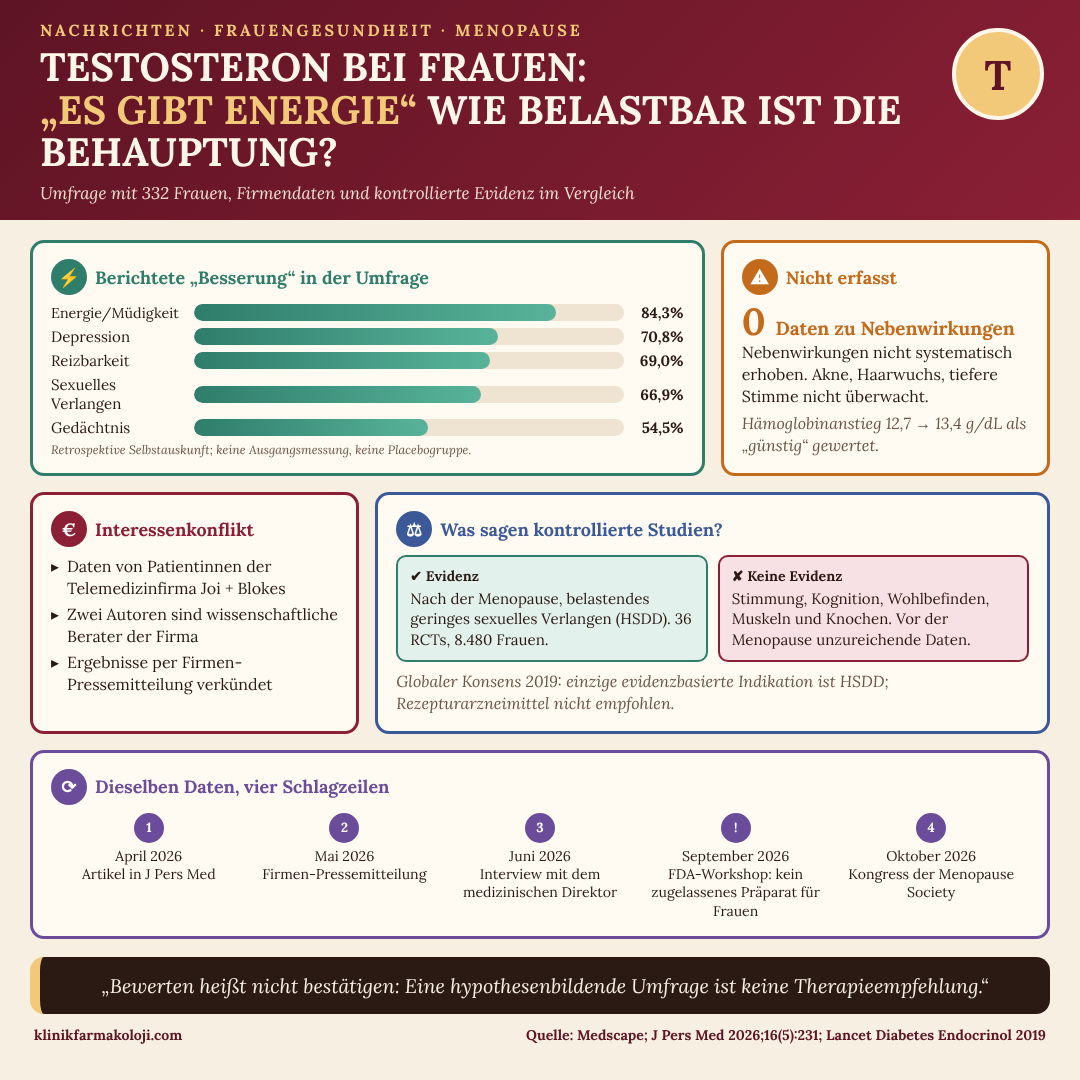 NACHRICHTEN · FRAUENGESUNDHEIT · MENOPAUSE
TESTOSTERON BEI FRAUEN:
„ES GIBT ENERGIE“ WIE BELASTBAR IST DIE
BEHAUPTUNG?
Umfrage mit 332 Frauen, Firmendaten und kontrollierte Evidenz im Vergleich
T
⚡ Berichtete „Besserung“ in der Umfrage
Energie/Müdigkeit 84,3%
Depression 70,8%
Reizbarkeit 69,0%
Sexuelles
Verlangen 66,9%
Gedächtnis 54,5%
Retrospektive Selbstauskunft; keine Ausgangsmessung, keine Placebogruppe.
⚠ Nicht erfasst
0 Daten zu Nebenwirkungen
Nebenwirkungen nicht systematisch
erhoben. Akne, Haarwuchs, tiefere
Stimme nicht überwacht.
Hämoglobinanstieg 12,7 → 13,4 g/dL als
„günstig“ gewertet.
€ Interessenkonflikt
▸ Daten von Patientinnen der
Telemedizinfirma Joi + Blokes
▸ Zwei Autoren sind wissenschaftliche
Berater der Firma
▸ Ergebnisse per Firmen-
Pressemitteilung verkündet
⚖ Was sagen kontrollierte Studien?
✔ Evidenz
Nach der Menopause, belastendes
geringes sexuelles Verlangen (HSDD). 36
RCTs, 8.480 Frauen.
✘ Keine Evidenz
Stimmung, Kognition, Wohlbefinden,
Muskeln und Knochen. Vor der
Menopause unzureichende Daten.
Globaler Konsens 2019: einzige evidenzbasierte Indikation ist HSDD;
Rezepturarzneimittel nicht empfohlen.
⟳ Dieselben Daten, vier Schlagzeilen
1
April 2026
Artikel in J Pers Med
2
Mai 2026
Firmen-Pressemitteilung
3
Juni 2026
Interview mit dem
medizinischen Direktor
!
September 2026
FDA-Workshop: kein
zugelassenes Präparat für
Frauen
4
Oktober 2026
Kongress der Menopause
Society
„Bewerten heißt nicht bestätigen: Eine hypothesenbildende Umfrage ist keine Therapieempfehlung.“
klinikfarmakoloji.com
Quelle: Medscape; J Pers Med 2026;16(5):231; Lancet Diabetes Endocrinol 2019